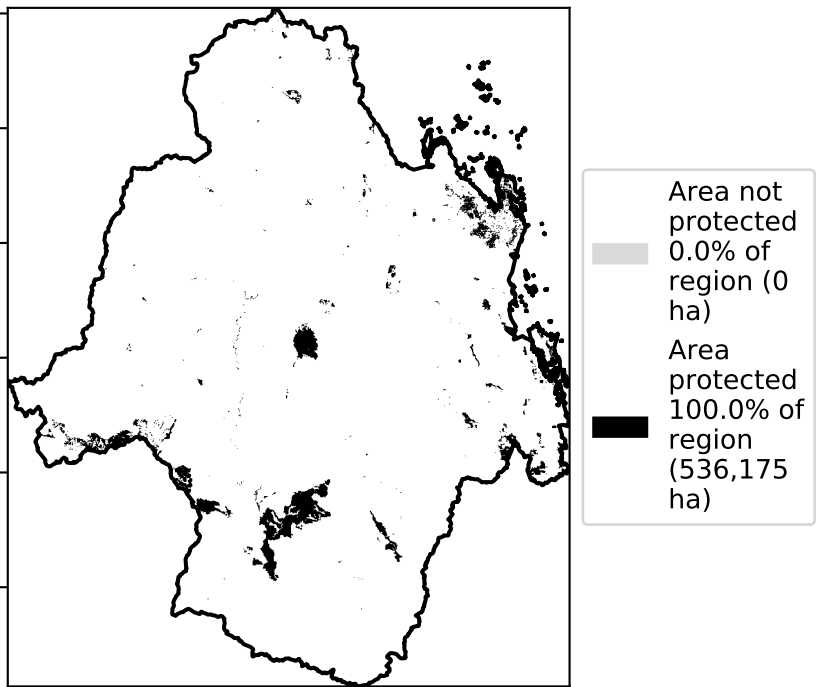 Area not
protected
0.0% of
region (0
ha)
Area
protected
100.0% of
region
(536,175
ha)